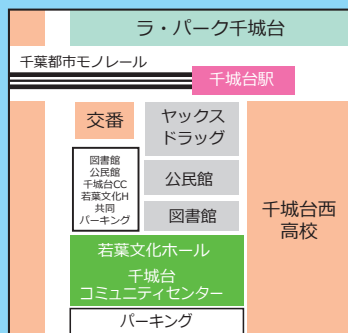 ラ・パーク千城台
千葉都市モノレール
千城台駅
交番
ヤックス
ドラッグ
図書館
公民館
千城台CC
若葉文化H
共同
パーキング
公民館
図書館
千城台西
高校
若葉文化ホール
千城台
コミュニティセンター
パーキング